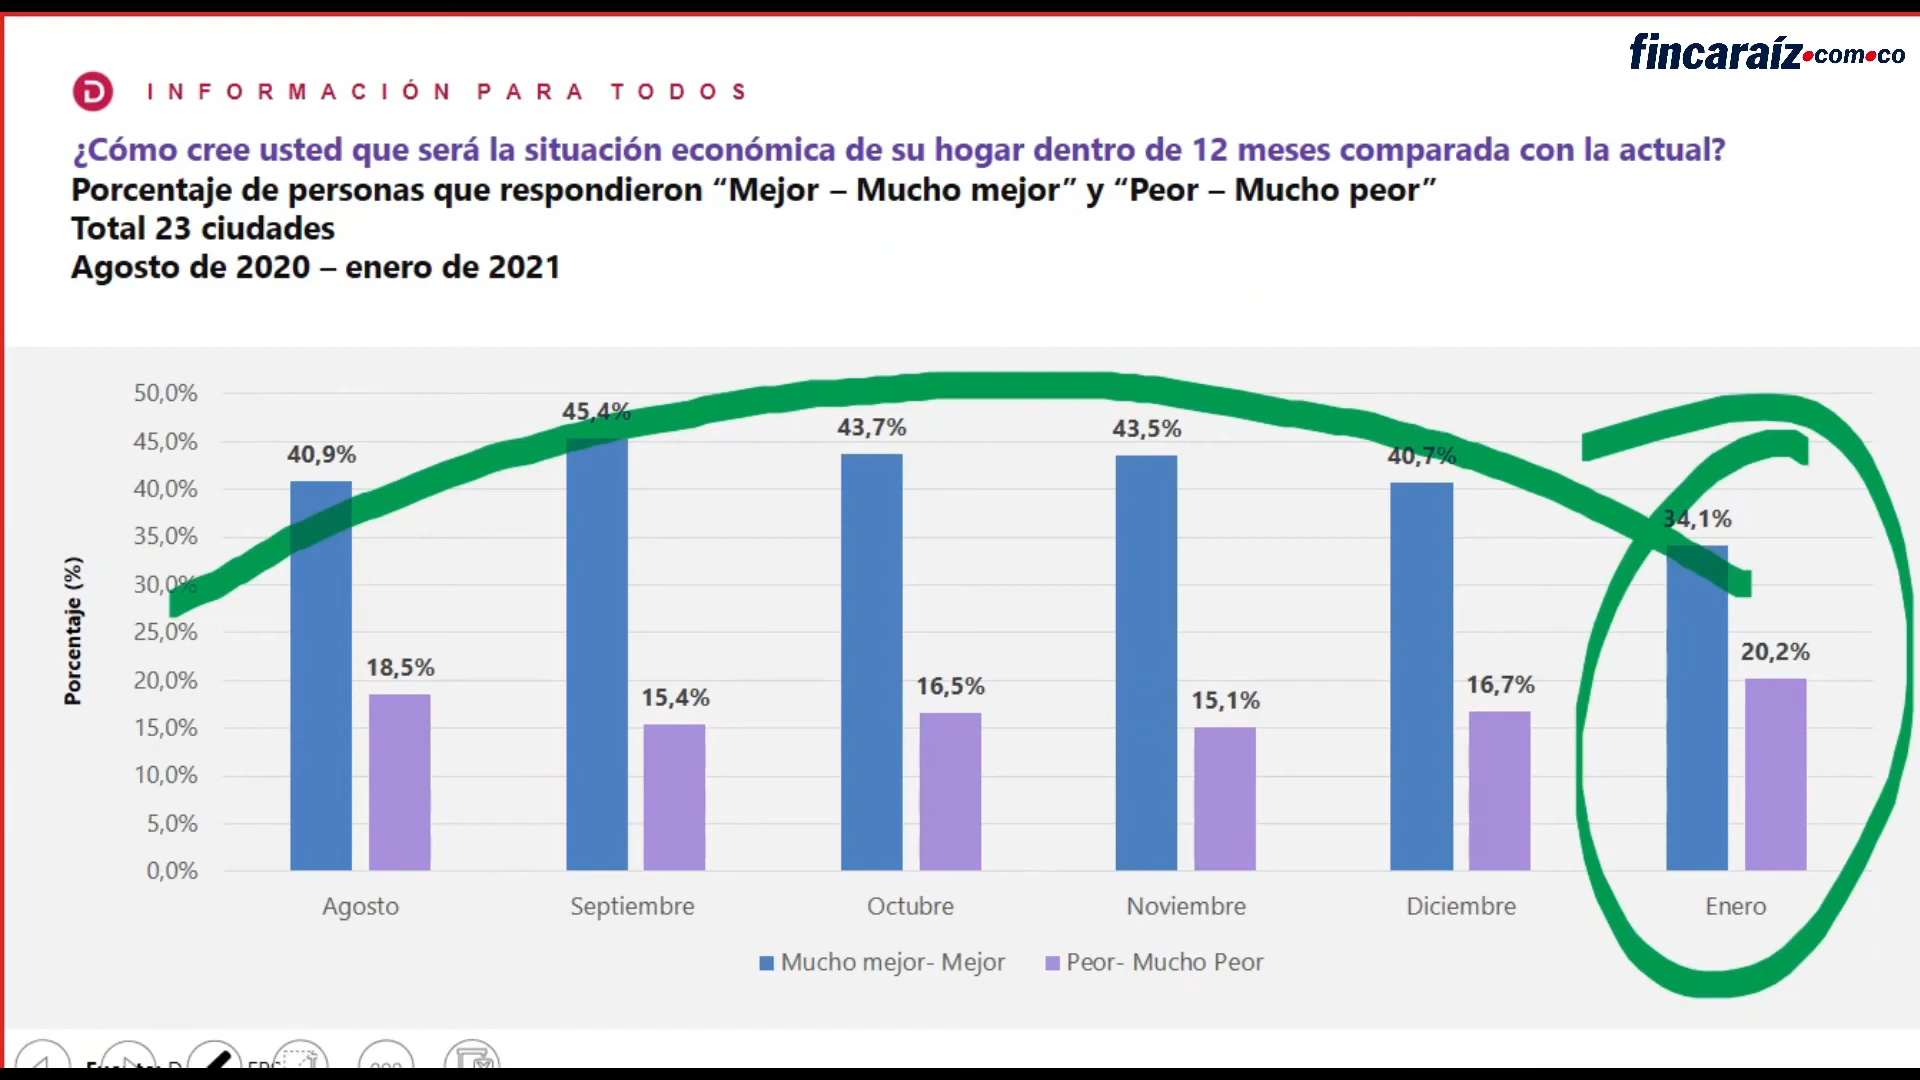 fincaraíz.com.co
INFORMACIÓN PARA TODOS
¿Cómo cree usted que será la situación económica de su hogar dentro de 12 meses comparada con la actual?
Porcentaje de personas que respondieron “Mejor – Mucho mejor” y “Peor – Mucho peor”
Total 23 ciudades
Agosto de 2020 – enero de 2021
Porcentaje (%)
50,0%
45,0%
40,0%
35,0%
30,0%
25,0%
20,0%
15,0%
10,0%
5,0%
0,0%
40,9%
18,5%
45,4%
15,4%
43,7%
16,5%
43,5%
15,1%
40,7%
16,7%
34,1%
20,2%
Agosto
Septiembre
Octubre
Noviembre
Diciembre
Enero
Mucho mejor- Mejor
Peor- Mucho Peor